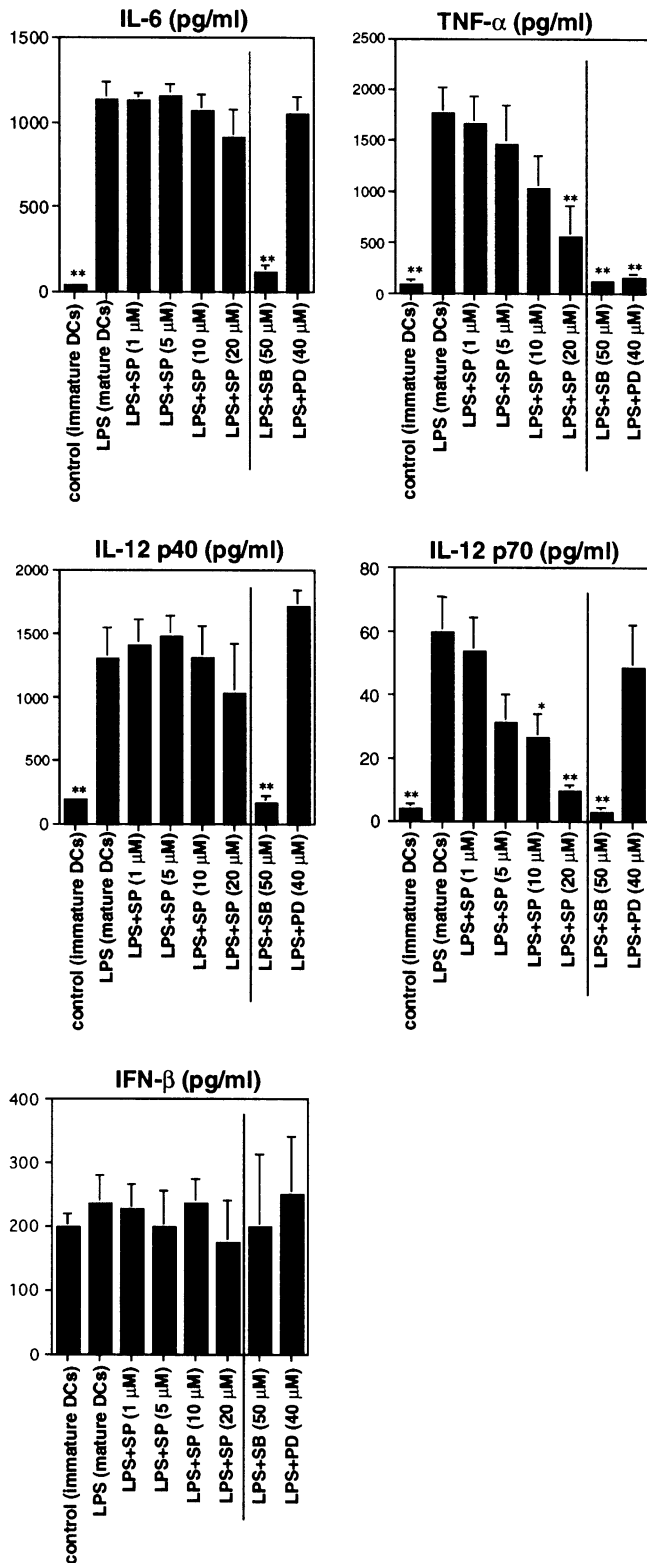 IL-6 (pg/ml)
1500
1000
500
0
**
**
control (immature DCs)
LPS (mature DCs)
LPS+SP (1 μM)
LPS+SP (5 μM)
LPS+SP (10 μM)
LPS+SP (20 μM)
LPS+SB (50 μM)
LPS+PD (40 μM)
TNF-α (pg/ml)
2500
2000
1500
1000
500
0
**
**
**
**
control (immature DCs)
LPS (mature DCs)
LPS+SP (1 μM)
LPS+SP (5 μM)
LPS+SP (10 μM)
LPS+SP (20 μM)
LPS+SB (50 μM)
LPS+PD (40 μM)
IL-12 p40 (pg/ml)
2000
1500
1000
500
0
**
**
control (immature DCs)
LPS (mature DCs)
LPS+SP (1 μM)
LPS+SP (5 μM)
LPS+SP (10 μM)
LPS+SP (20 μM)
LPS+SB (50 μM)
LPS+PD (40 μM)
IL-12 p70 (pg/ml)
80
60
40
20
0
**
*
**
**
control (immature DCs)
LPS (mature DCs)
LPS+SP (1 μM)
LPS+SP (5 μM)
LPS+SP (10 μM)
LPS+SP (20 μM)
LPS+SB (50 μM)
LPS+PD (40 μM)
IFN-β (pg/ml)
400
300
200
100
0
control (immature DCs)
LPS (mature DCs)
LPS+SP (1 μM)
LPS+SP (5 μM)
LPS+SP (10 μM)
LPS+SP (20 μM)
LPS+SB (50 μM)
LPS+PD (40 μM)